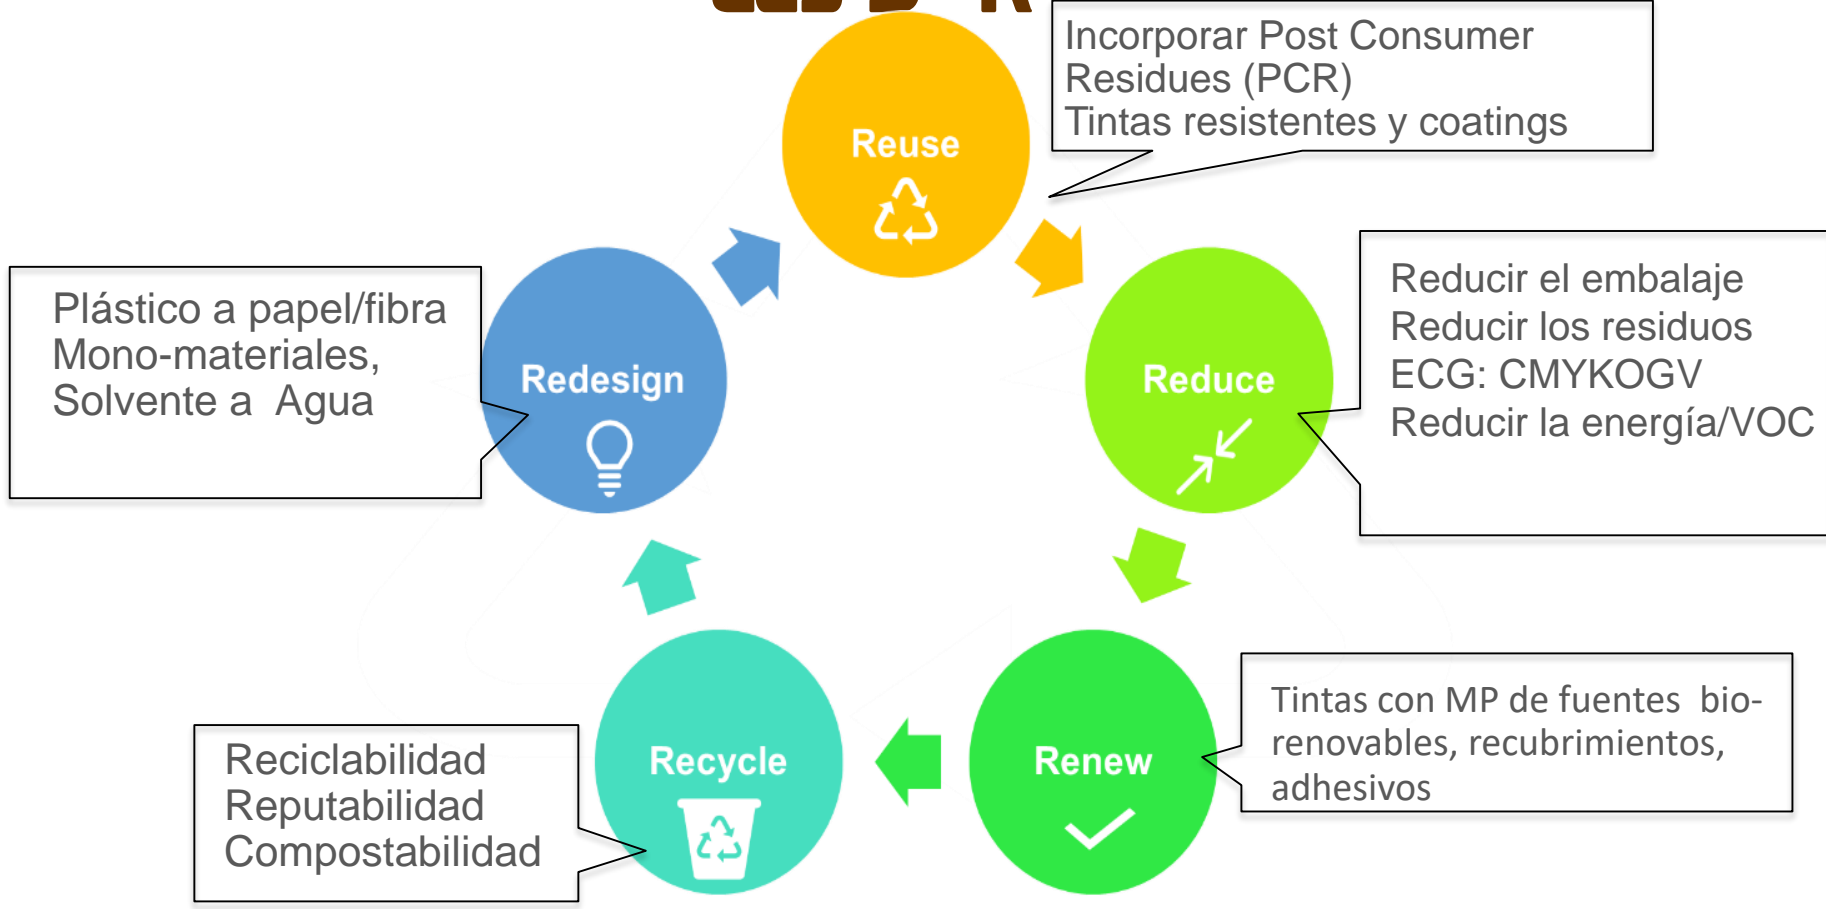 Incorporar Post Consumer
Residues (PCR)
Tintas resistentes y coatings
Reuse
Reducir el embalaje
Reducir los residuos
ECG: CMYKOGV
Reducir la energía/VOC
Reduce
Plástico a papel/fibra
Mono-materiales,
Solvente a Agua
Redesign
Tintas con MP de fuentes bio-
renovables, recubrimientos,
adhesivos
Renew
Recycle
Reciclabilidad
Reputabilidad
Compostabilidad